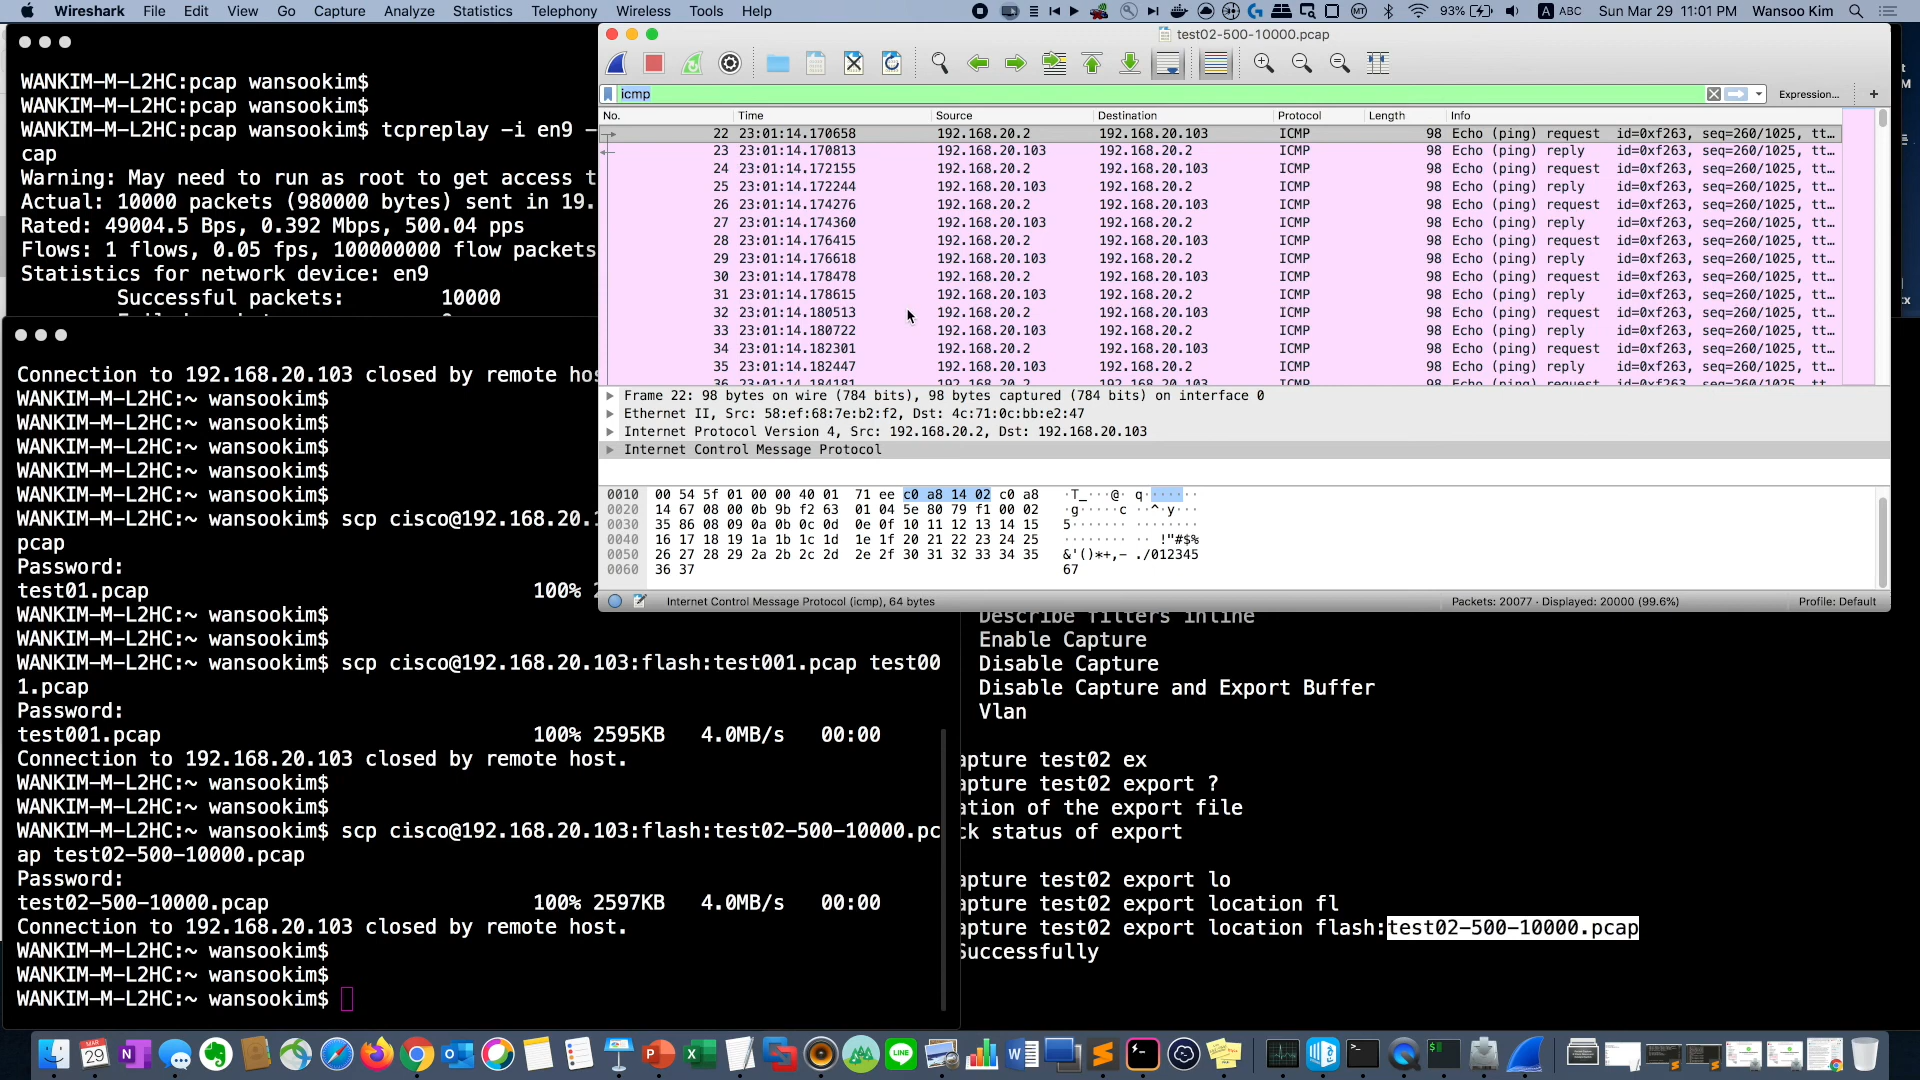 Wireshark File Edit View Go Capture Analyze Statistics Telephony Wireless Tools Help 93% ABC Sun Mar 29 11:01 PM Wansoo Kim
WANKIM-M-L2HC:pcap wansookim$
WANKIM-M-L2HC:pcap wansookim$
WANKIM-M-L2HC:pcap wansookim$ tcpreplay -i en9 -
cap
Warning: May need to run as root to get access t
Actual: 10000 packets (980000 bytes) sent in 19.
Rated: 49004.5 Bps, 0.392 Mbps, 500.04 pps
Flows: 1 flows, 0.05 fps, 100000000 flow packets
Statistics for network device: en9
Successful packets: 10000
Connection to 192.168.20.103 closed by remote hos
WANKIM-M-L2HC:~ wansookim$
WANKIM-M-L2HC:~ wansookim$
WANKIM-M-L2HC:~ wansookim$
WANKIM-M-L2HC:~ wansookim$
WANKIM-M-L2HC:~ wansookim$
WANKIM-M-L2HC:~ wansookim$ scp cisco@192.168.20.1
pcap
Password:
test01.pcap 100% 2
WANKIM-M-L2HC:~ wansookim$
WANKIM-M-L2HC:~ wansookim$
WANKIM-M-L2HC:~ wansookim$ scp cisco@192.168.20.103:flash:test001.pcap test00
1.pcap
Password:
test001.pcap 100% 2595KB 4.0MB/s 00:00
Connection to 192.168.20.103 closed by remote host.
WANKIM-M-L2HC:~ wansookim$
WANKIM-M-L2HC:~ wansookim$
WANKIM-M-L2HC:~ wansookim$ scp cisco@192.168.20.103:flash:test02-500-10000.pc
ap test02-500-10000.pcap
Password:
test02-500-10000.pcap 100% 2597KB 4.0MB/s 00:00
Connection to 192.168.20.103 closed by remote host.
WANKIM-M-L2HC:~ wansookim$
WANKIM-M-L2HC:~ wansookim$
WANKIM-M-L2HC:~ wansookim$
test02-500-10000.pcap
icmp Expression... +
No. Time Source Destination Protocol Length Info
22 23:01:14.170658 192.168.20.2 192.168.20.103 ICMP 98 Echo (ping) request id=0xf263, seq=260/1025, tt…
23 23:01:14.170813 192.168.20.103 192.168.20.2 ICMP 98 Echo (ping) reply id=0xf263, seq=260/1025, tt…
24 23:01:14.172155 192.168.20.2 192.168.20.103 ICMP 98 Echo (ping) request id=0xf263, seq=260/1025, tt…
25 23:01:14.172244 192.168.20.103 192.168.20.2 ICMP 98 Echo (ping) reply id=0xf263, seq=260/1025, tt…
26 23:01:14.174276 192.168.20.2 192.168.20.103 ICMP 98 Echo (ping) request id=0xf263, seq=260/1025, tt…
27 23:01:14.174360 192.168.20.103 192.168.20.2 ICMP 98 Echo (ping) reply id=0xf263, seq=260/1025, tt…
28 23:01:14.176415 192.168.20.2 192.168.20.103 ICMP 98 Echo (ping) request id=0xf263, seq=260/1025, tt…
29 23:01:14.176618 192.168.20.103 192.168.20.2 ICMP 98 Echo (ping) reply id=0xf263, seq=260/1025, tt…
30 23:01:14.178478 192.168.20.2 192.168.20.103 ICMP 98 Echo (ping) request id=0xf263, seq=260/1025, tt…
31 23:01:14.178615 192.168.20.103 192.168.20.2 ICMP 98 Echo (ping) reply id=0xf263, seq=260/1025, tt…
32 23:01:14.180513 192.168.20.2 192.168.20.103 ICMP 98 Echo (ping) request id=0xf263, seq=260/1025, tt…
33 23:01:14.180722 192.168.20.103 192.168.20.2 ICMP 98 Echo (ping) reply id=0xf263, seq=260/1025, tt…
34 23:01:14.182301 192.168.20.2 192.168.20.103 ICMP 98 Echo (ping) request id=0xf263, seq=260/1025, tt…
35 23:01:14.182447 192.168.20.103 192.168.20.2 ICMP 98 Echo (ping) reply id=0xf263, seq=260/1025, tt…
36 23:01:14.184181 192.168.20.2 192.168.20.103 ICMP 98 Echo (ping) request id=0xf263, seq=260/1025, tt…
Frame 22: 98 bytes on wire (784 bits), 98 bytes captured (784 bits) on interface 0
Ethernet II, Src: 58:ef:68:7e:b2:f2, Dst: 4c:71:0c:bb:e2:47
Internet Protocol Version 4, Src: 192.168.20.2, Dst: 192.168.20.103
Internet Control Message Protocol
0010 00 54 5f 01 00 00 40 01 71 ee c0 a8 14 02 c0 a8 ·T_···@· q·······
0020 14 67 08 00 0b 9b f2 63 01 04 5e 80 79 f1 00 02 ·g·····c ··^·y···
0030 35 86 08 09 0a 0b 0c 0d 0e 0f 10 11 12 13 14 15 5······· ········
0040 16 17 18 19 1a 1b 1c 1d 1e 1f 20 21 22 23 24 25 ········ ·· !"#$%
0050 26 27 28 29 2a 2b 2c 2d 2e 2f 30 31 32 33 34 35 &'()*+,- ./012345
0060 36 37 67
Internet Control Message Protocol (icmp), 64 bytes Packets: 20077 · Displayed: 20000 (99.6%) Profile: Default
Describe filters inline
Enable Capture
Disable Capture
Disable Capture and Export Buffer
Vlan
apture test02 ex
apture test02 export ?
ation of the export file
ck status of export
apture test02 export lo
apture test02 export location fl
apture test02 export location flash:test02-500-10000.pcap
Successfully
MAR
29
LINE